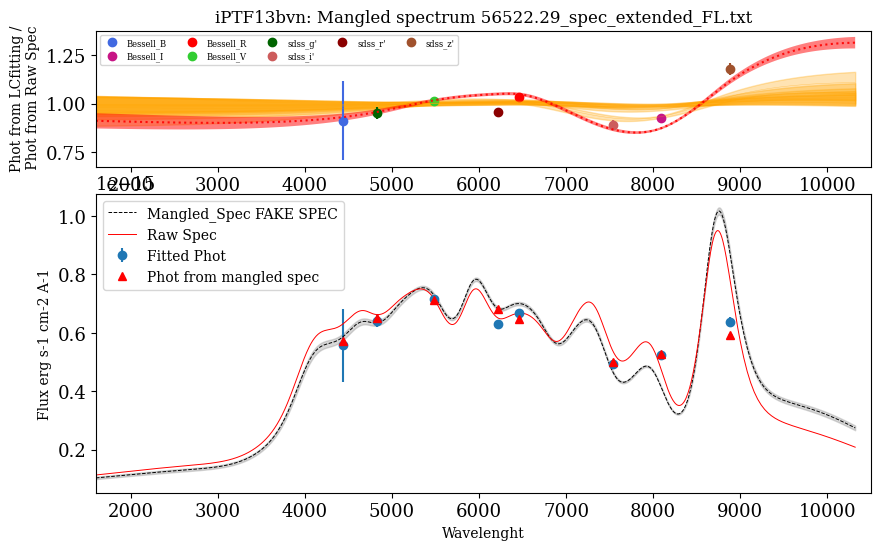 iPTF13bvn: Mangled spectrum 56522.29_spec_extended_FL.txt
Phot from LCfitting /
Phot from Raw Spec
1.25
1.00
0.75
Bessell_B
Bessell_R
sdss_g'
sdss_r'
sdss_z'
Bessell_I
Bessell_V
sdss_i'
2000 3000 4000 5000 6000 7000 8000 9000 10000
Flux erg s-1 cm-2 A-1
1.0
0.8
0.6
0.4
0.2
Mangled_Spec FAKE SPEC
Raw Spec
Fitted Phot
Phot from mangled spec
2000 3000 4000 5000 6000 7000 8000 9000 10000
Wavelenght